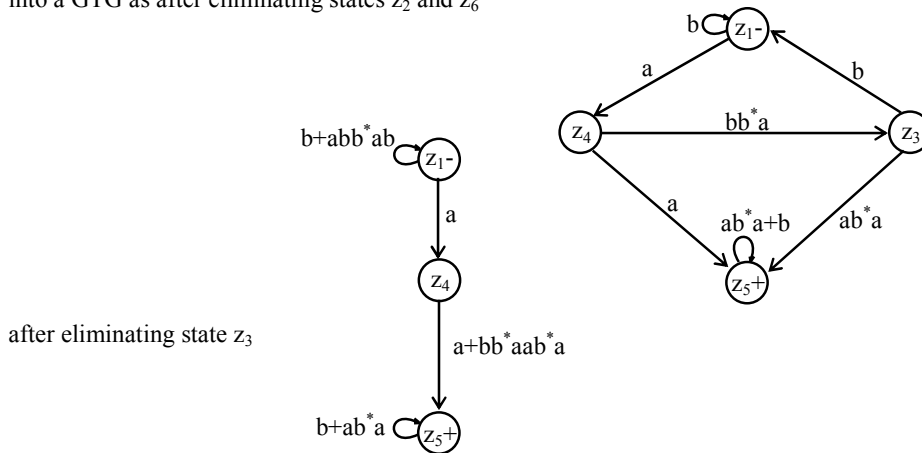 into a GTG as after eliminating states z₂ and z₆
b
z₁-
a
b
z₄
bb*a
z₃
a
ab*a+b
ab*a
z₅+
b+abb*ab
z₁-
a
z₄
after eliminating state z₃
a+bb*aab*a
b+ab*a
z₅+